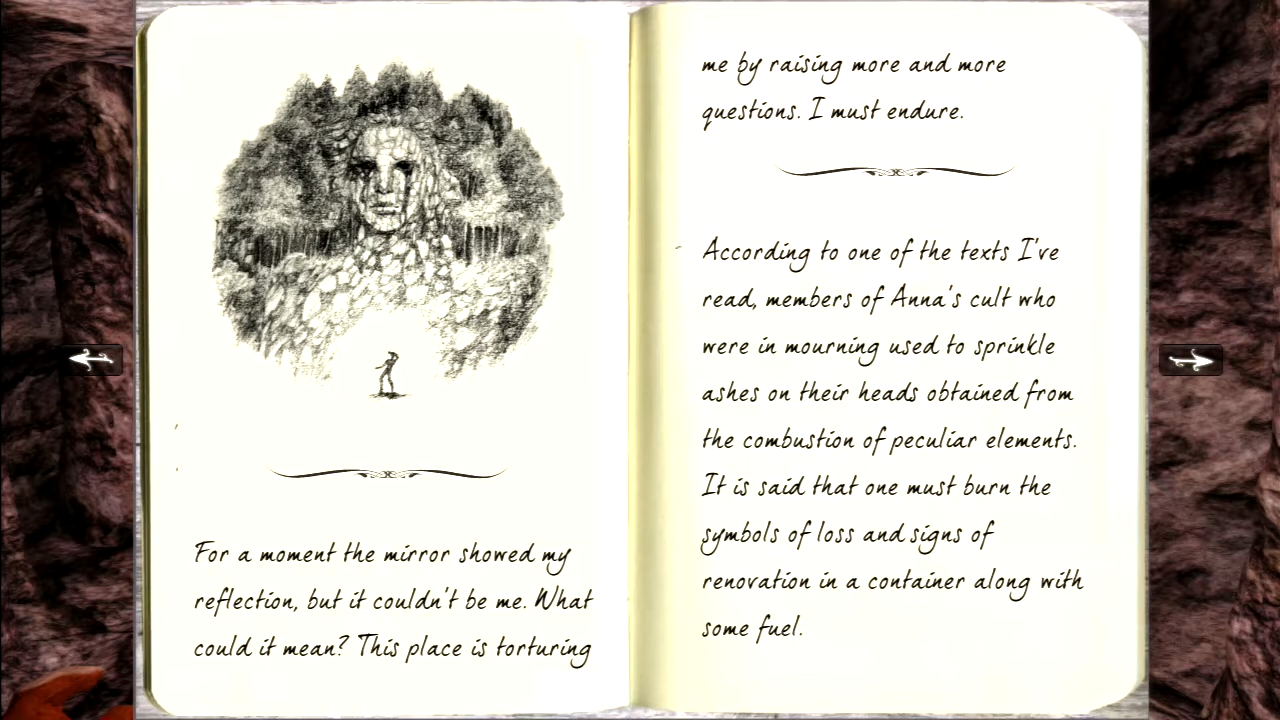 For a moment the mirror showed my
reflection, but it couldn't be me. What
could it mean? This place is torturing
me by raising more and more
questions. I must endure.
According to one of the texts I've
read, members of Anna's cult who
were in mourning used to sprinkle
ashes on their heads obtained from
the combustion of peculiar elements.
It is said that one must burn the
symbols of loss and signs of
renovation in a container along with
some fuel.